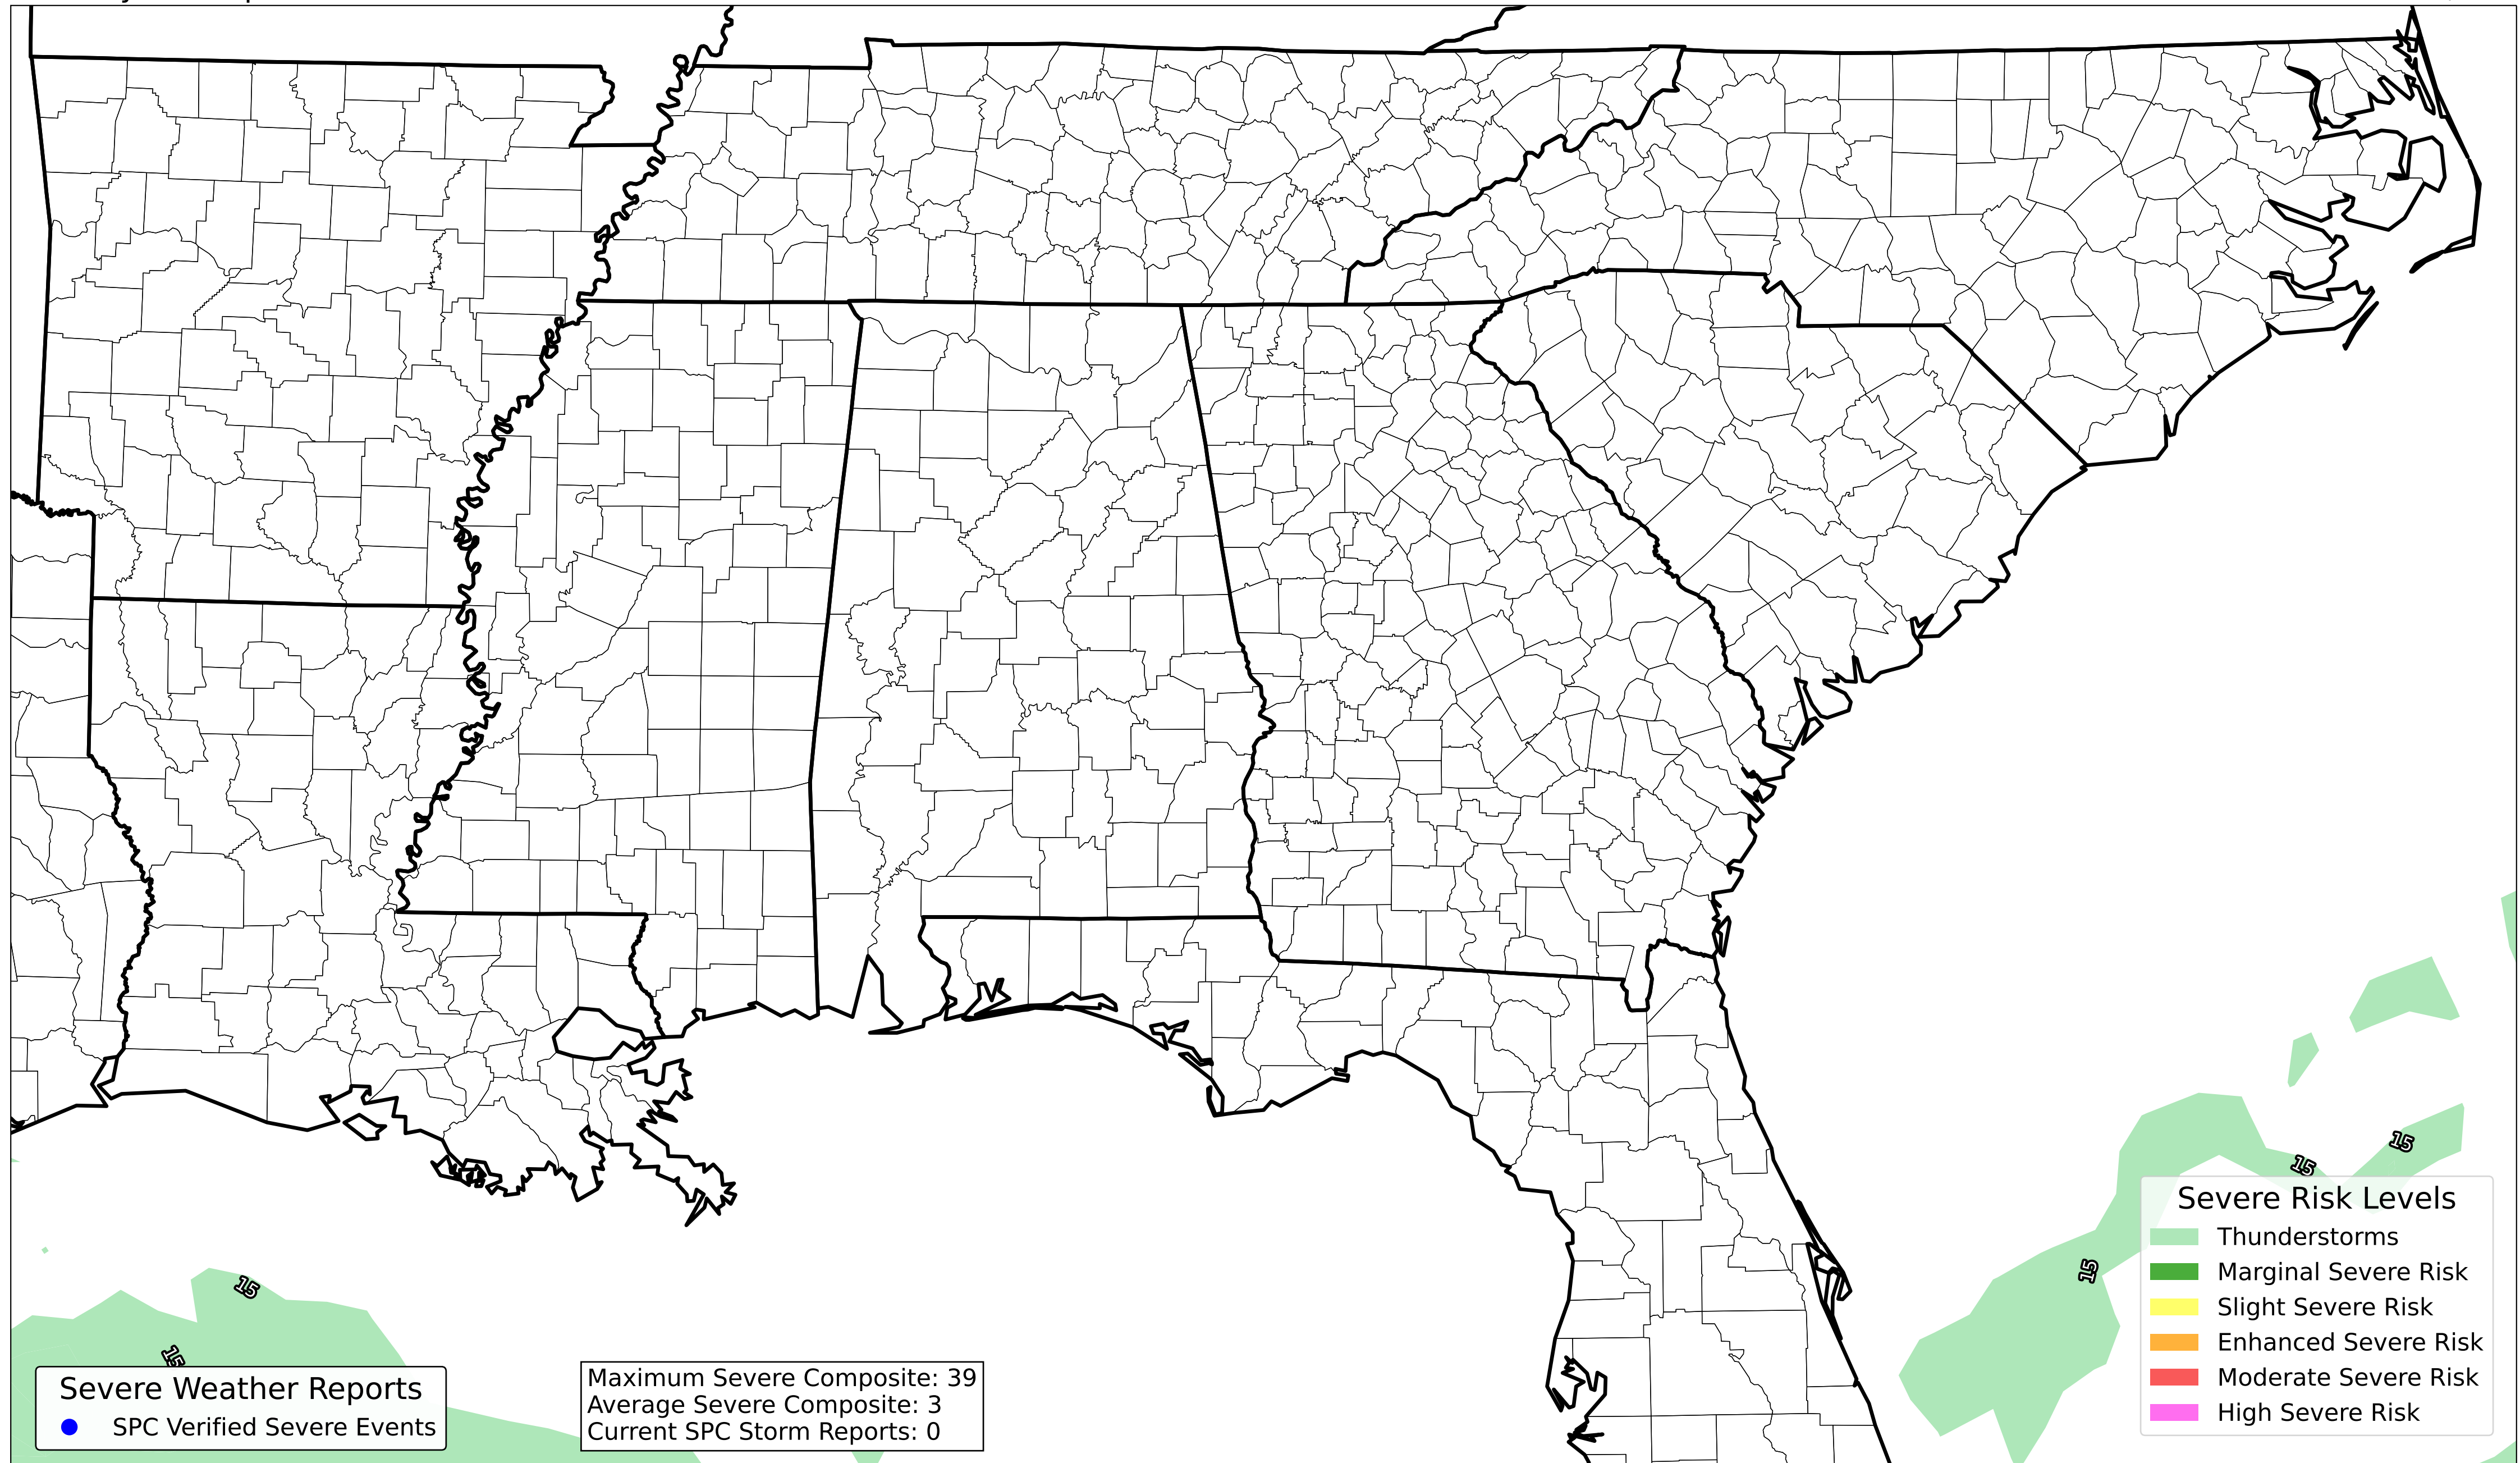 15
15
15
15
15
Severe Risk Levels
Thunderstorms
Marginal Severe Risk
Slight Severe Risk
Enhanced Severe Risk
Moderate Severe Risk
High Severe Risk
Severe Weather Reports
SPC Verified Severe Events
Maximum Severe Composite: 39
Average Severe Composite: 3
Current SPC Storm Reports: 0